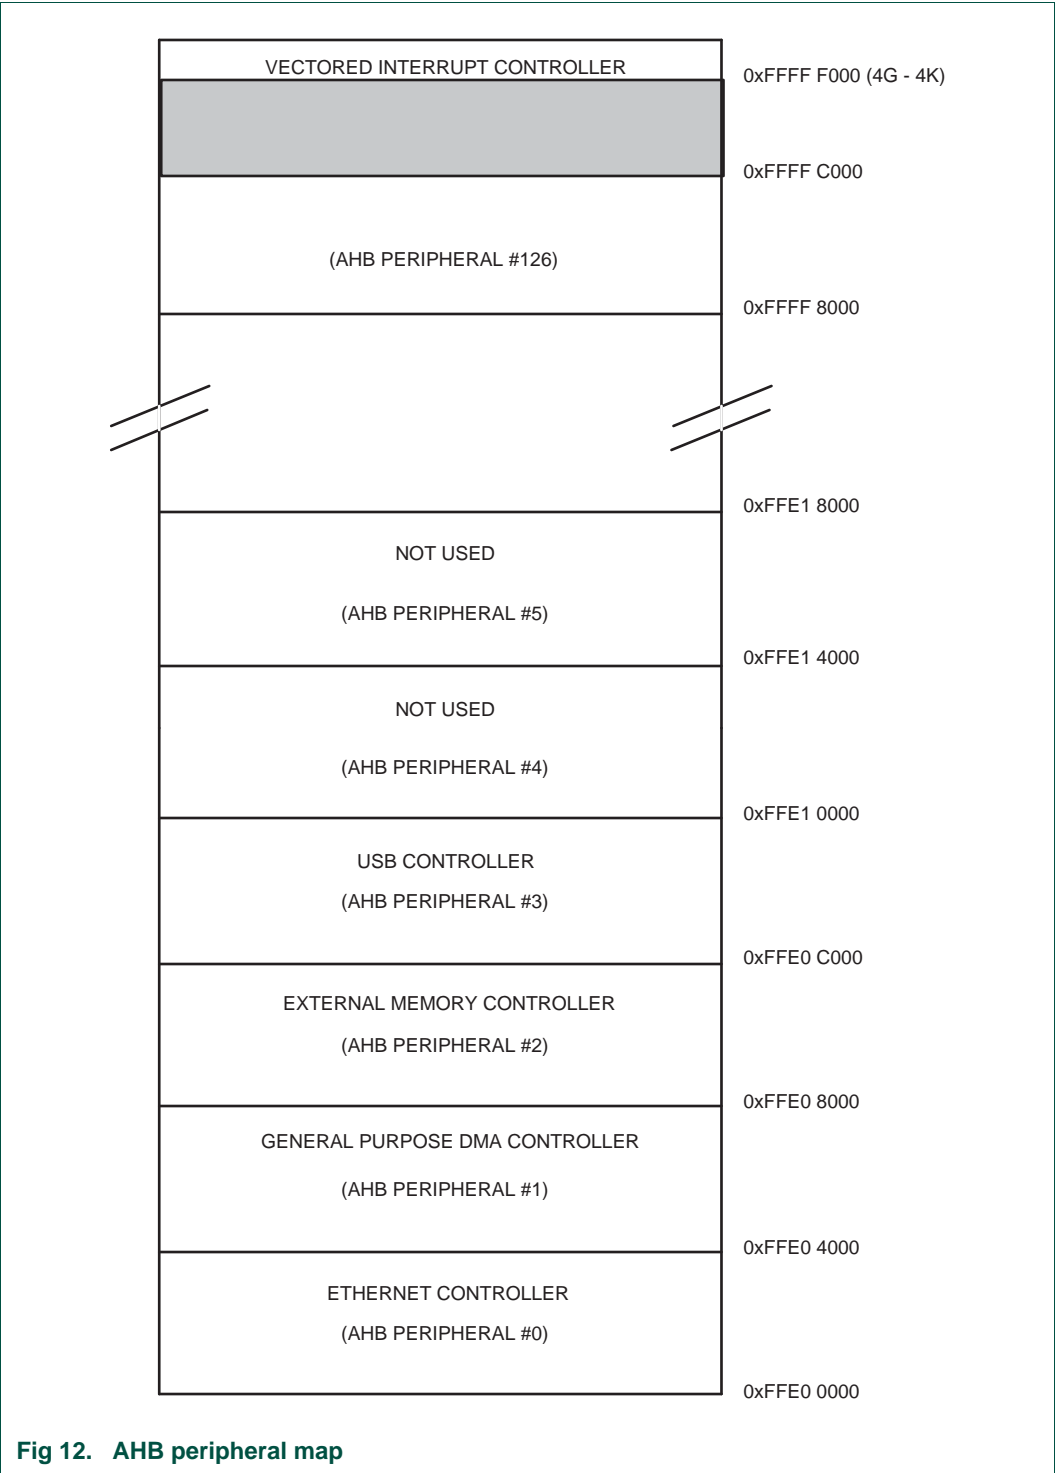 VECTORED INTERRUPT CONTROLLER
0xFFFF F000 (4G - 4K)
0xFFFF C000
(AHB PERIPHERAL #126)
0xFFFF 8000
0xFFE1 8000
NOT USED
(AHB PERIPHERAL #5)
0xFFE1 4000
NOT USED
(AHB PERIPHERAL #4)
0xFFE1 0000
USB CONTROLLER
(AHB PERIPHERAL #3)
0xFFE0 C000
EXTERNAL MEMORY CONTROLLER
(AHB PERIPHERAL #2)
0xFFE0 8000
GENERAL PURPOSE DMA CONTROLLER
(AHB PERIPHERAL #1)
0xFFE0 4000
ETHERNET CONTROLLER
(AHB PERIPHERAL #0)
0xFFE0 0000
Fig 12. AHB peripheral map